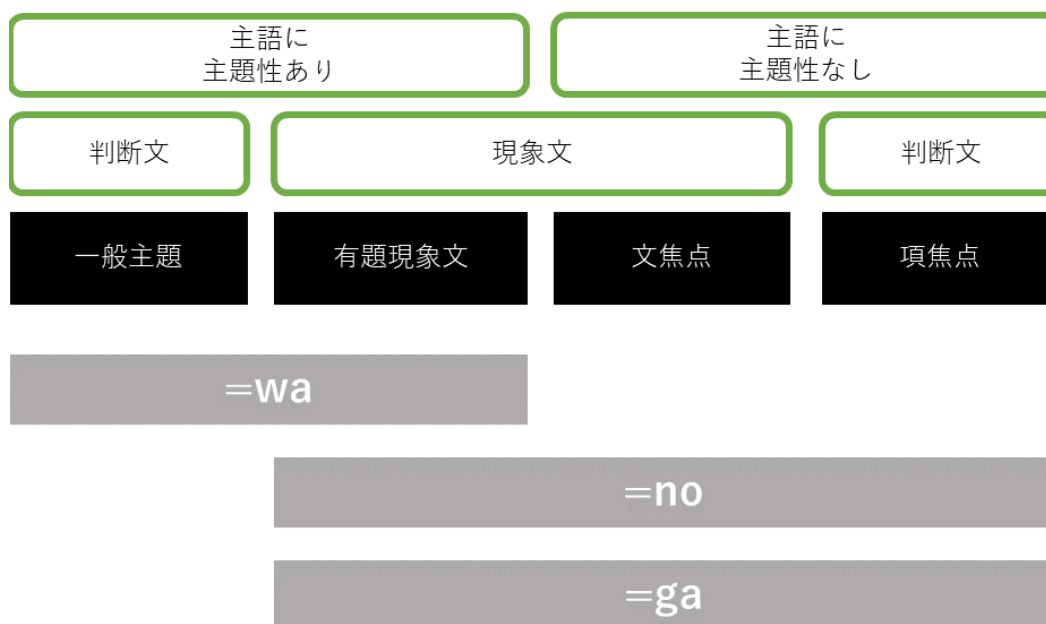 主語に
主題性あり
主語に
主題性なし
判断文
現象文
判断文
一般主題
有題現象文
文焦点
項焦点
=wa
=no
=ga